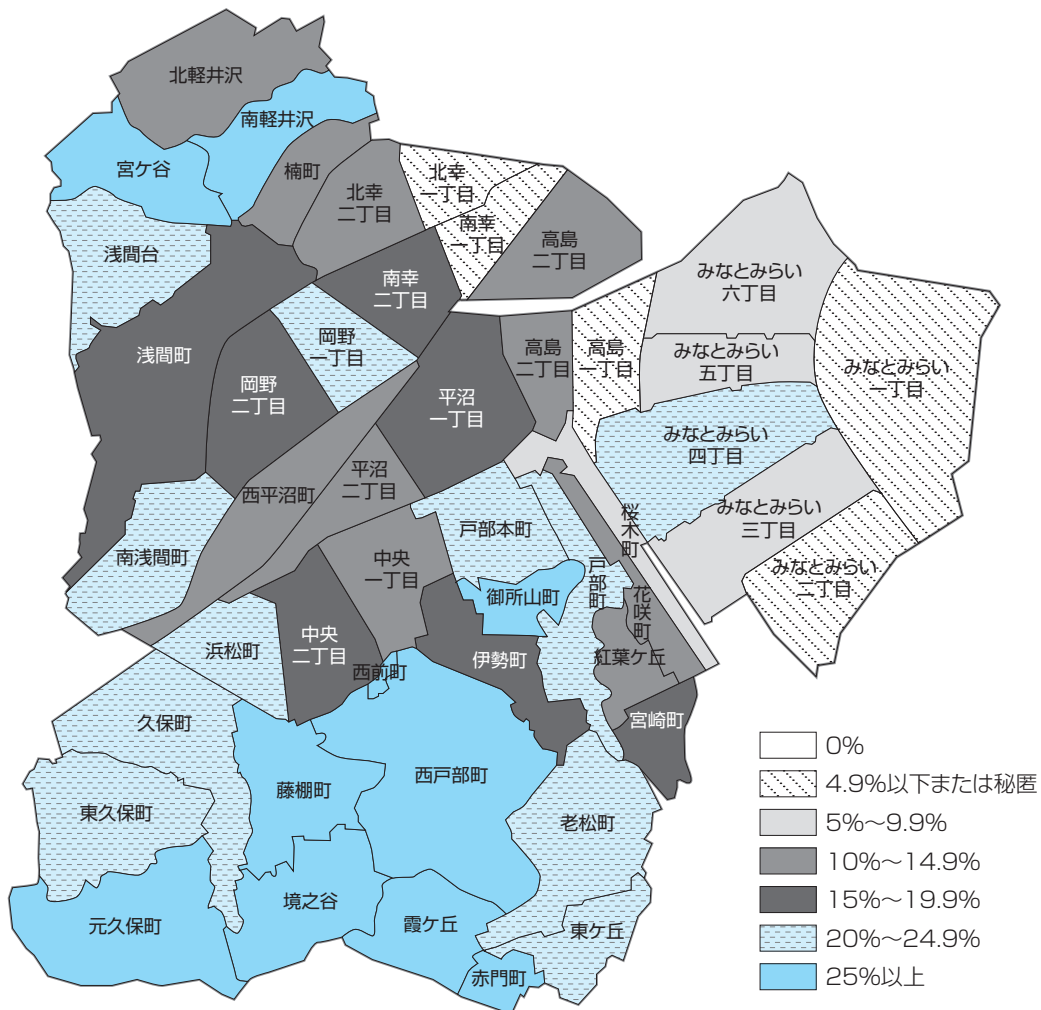 北軽井沢
南軽井沢
宮ケ谷
楠町
北幸
二丁目
北幸
一丁目
南幸
一丁目
高島
二丁目
浅間台
南幸
二丁目
みなとみらい
六丁目
浅間町
岡野
一丁目
岡野
二丁目
平沼
一丁目
高島
二丁目
高島
一丁目
みなとみらい
五丁目
みなとみらい
一丁目
みなとみらい
四丁目
西平沼町
平沼
二丁目
みなとみらい
三丁目
桜木町
南浅間町
中央
一丁目
戸部本町
戸部町
みなとみらい
二丁目
御所山町
花咲町
浜松町
中央
二丁目
西前町
伊勢町
紅葉ケ丘
宮崎町
久保町
東久保町
藤棚町
西戸部町
老松町
元久保町
境之谷
霞ケ丘
東ケ丘
赤門町
0%
4.9%以下または秘匿
5%〜9.9%
10%〜14.9%
15%〜19.9%
20%〜24.9%
25%以上